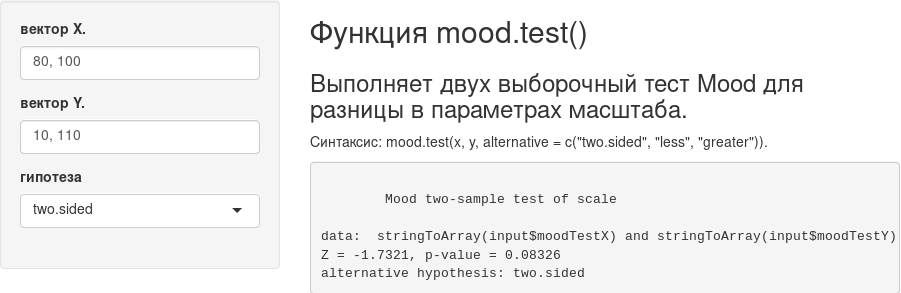 вектор X.
80, 100
вектор Y.
10, 110
гипотеза
two.sided
Функция mood.test()
Выполняет двух выборочный тест Mood для
разницы в параметрах масштаба.
Синтаксис: mood.test(x, y, alternative = c("two.sided", "less", "greater")).
Mood two-sample test of scale
data:  stringToArray(input$moodTestX) and stringToArray(input$moodTestY)
Z = -1.7321, p-value = 0.08326
alternative hypothesis: two.sided